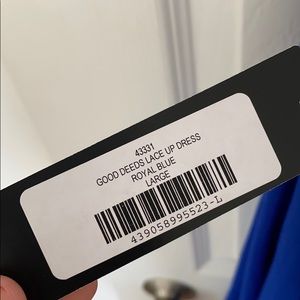 43331
GOOD DEEDS LACE UP DRESS
ROYAL BLUE
LARGE
439058995523-L